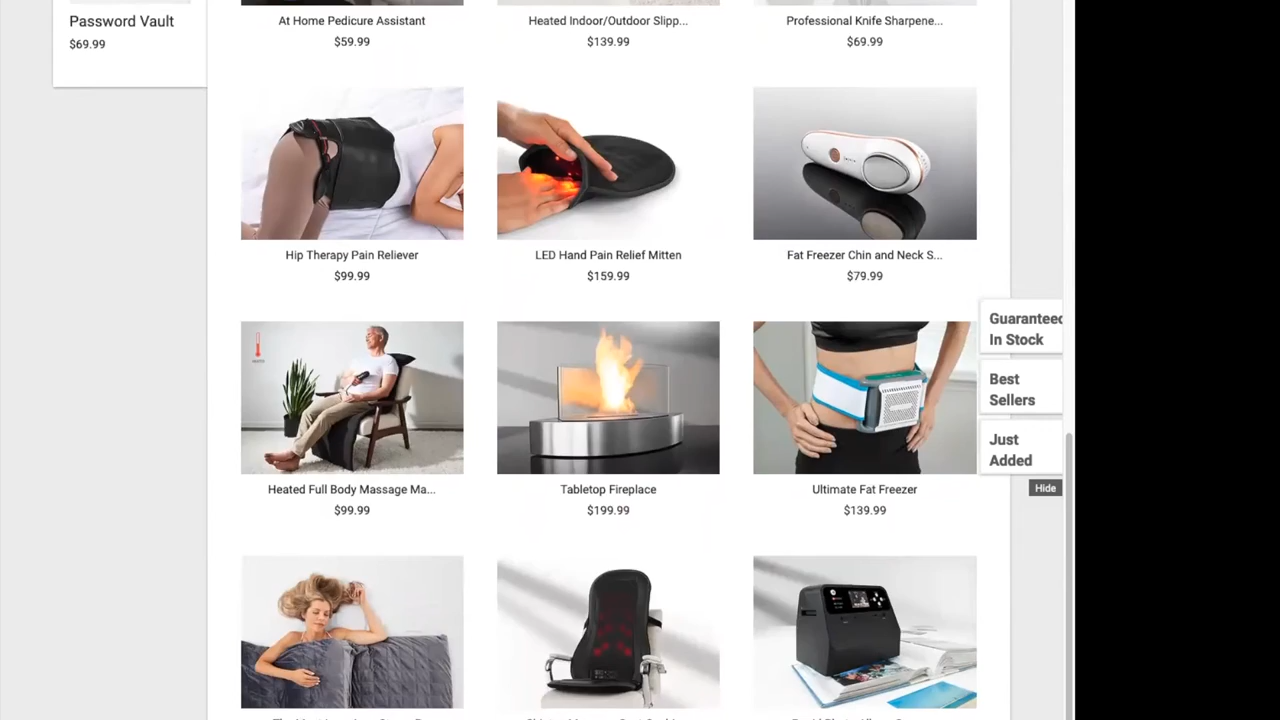 Password Vault
$69.99
At Home Pedicure Assistant
Heated Indoor/Outdoor Slipp...
Professional Knife Sharpene...
$59.99
$139.99
$69.99
Hip Therapy Pain Reliever
LED Hand Pain Relief Mitten
Fat Freezer Chin and Neck S...
$99.99
$159.99
$79.99
Guaranteed
In Stock
Best
Sellers
Just
Added
Hide
Heated Full Body Massage Ma...
Tabletop Fireplace
Ultimate Fat Freezer
$99.99
$199.99
$139.99